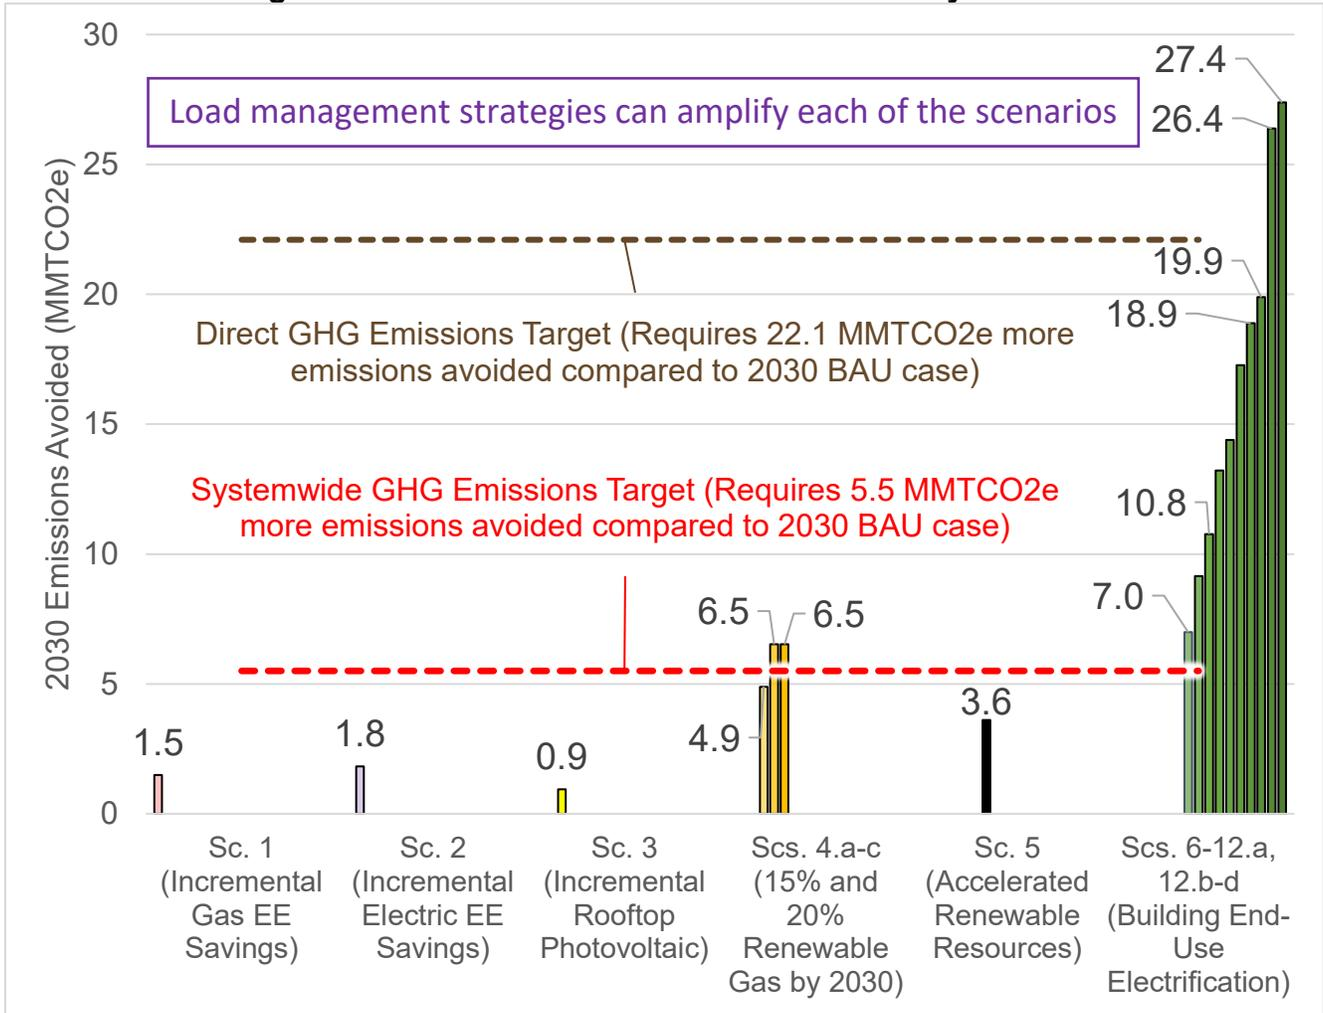 30
27.4
Load management strategies can amplify each of the scenarios
26.4
25
2030 Emissions Avoided (MMTCO2e)
19.9
20
18.9
Direct GHG Emissions Target (Requires 22.1 MMTCO2e more
emissions avoided compared to 2030 BAU case)
15
Systemwide GHG Emissions Target (Requires 5.5 MMTCO2e
more emissions avoided compared to 2030 BAU case)
10.8
10
7.0
6.5
6.5
5
3.6
4.9
1.5
1.8
0.9
0
Sc. 1
(Incremental
Gas EE
Savings)
Sc. 2
(Incremental
Electric EE
Savings)
Sc. 3
(Incremental
Rooftop
Photovoltaic)
Scs. 4.a-c
(15% and
20%
Renewable
Gas by 2030)
Sc. 5
(Accelerated
Renewable
Resources)
Scs. 6-12.a,
12.b-d
(Building End-
Use
Electrification)